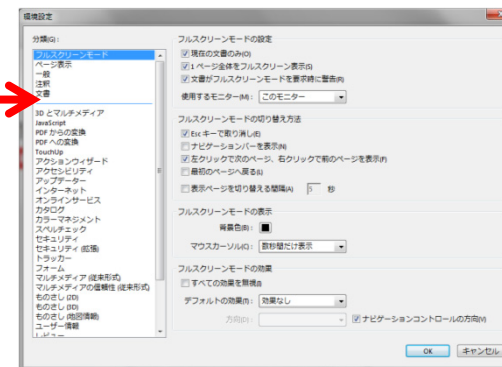 環境設定
分類(G):
フルスクリーンモード
ページ表示
一般
注釈
文書
3D とマルチメディア
JavaScript
PDF からの変換
PDF への変換
TouchUp
アクションウィザード
アクセシビリティ
アップデーター
インターネット
オンラインサービス
カタログ
カラーマネジメント
スペルチェック
セキュリティ
セキュリティ (拡張)
トラッカー
フォーム
マルチメディア (従来形式)
マルチメディアの信頼性 (従来形式)
ものさし (2D)
ものさし (3D)
ものさし (地図情報)
ユーザー情報
レビュー
フルスクリーンモードの設定
現在の文書のみ(O)
1 ページ全体をフルスクリーン表示(S)
文書がフルスクリーンモードを要求時に警告(R)
使用するモニター(M): このモニター
フルスクリーンモードの切り替え方法
Esc キーで取り消し(E)
ナビゲーションバーを表示(N)
左クリックで次のページ、右クリックで前のページを表示(P)
最初のページへ戻る(L)
表示ページを切り替える間隔(A) 5 秒
フルスクリーンモードの表示
背景色(B):
マウスカーソル(C): 数秒間だけ表示
フルスクリーンモードの効果
すべての効果を無視(I)
デフォルトの効果(T): 効果なし
方向(D): ナビゲーションコントロールの方向(V)
OK キャンセル